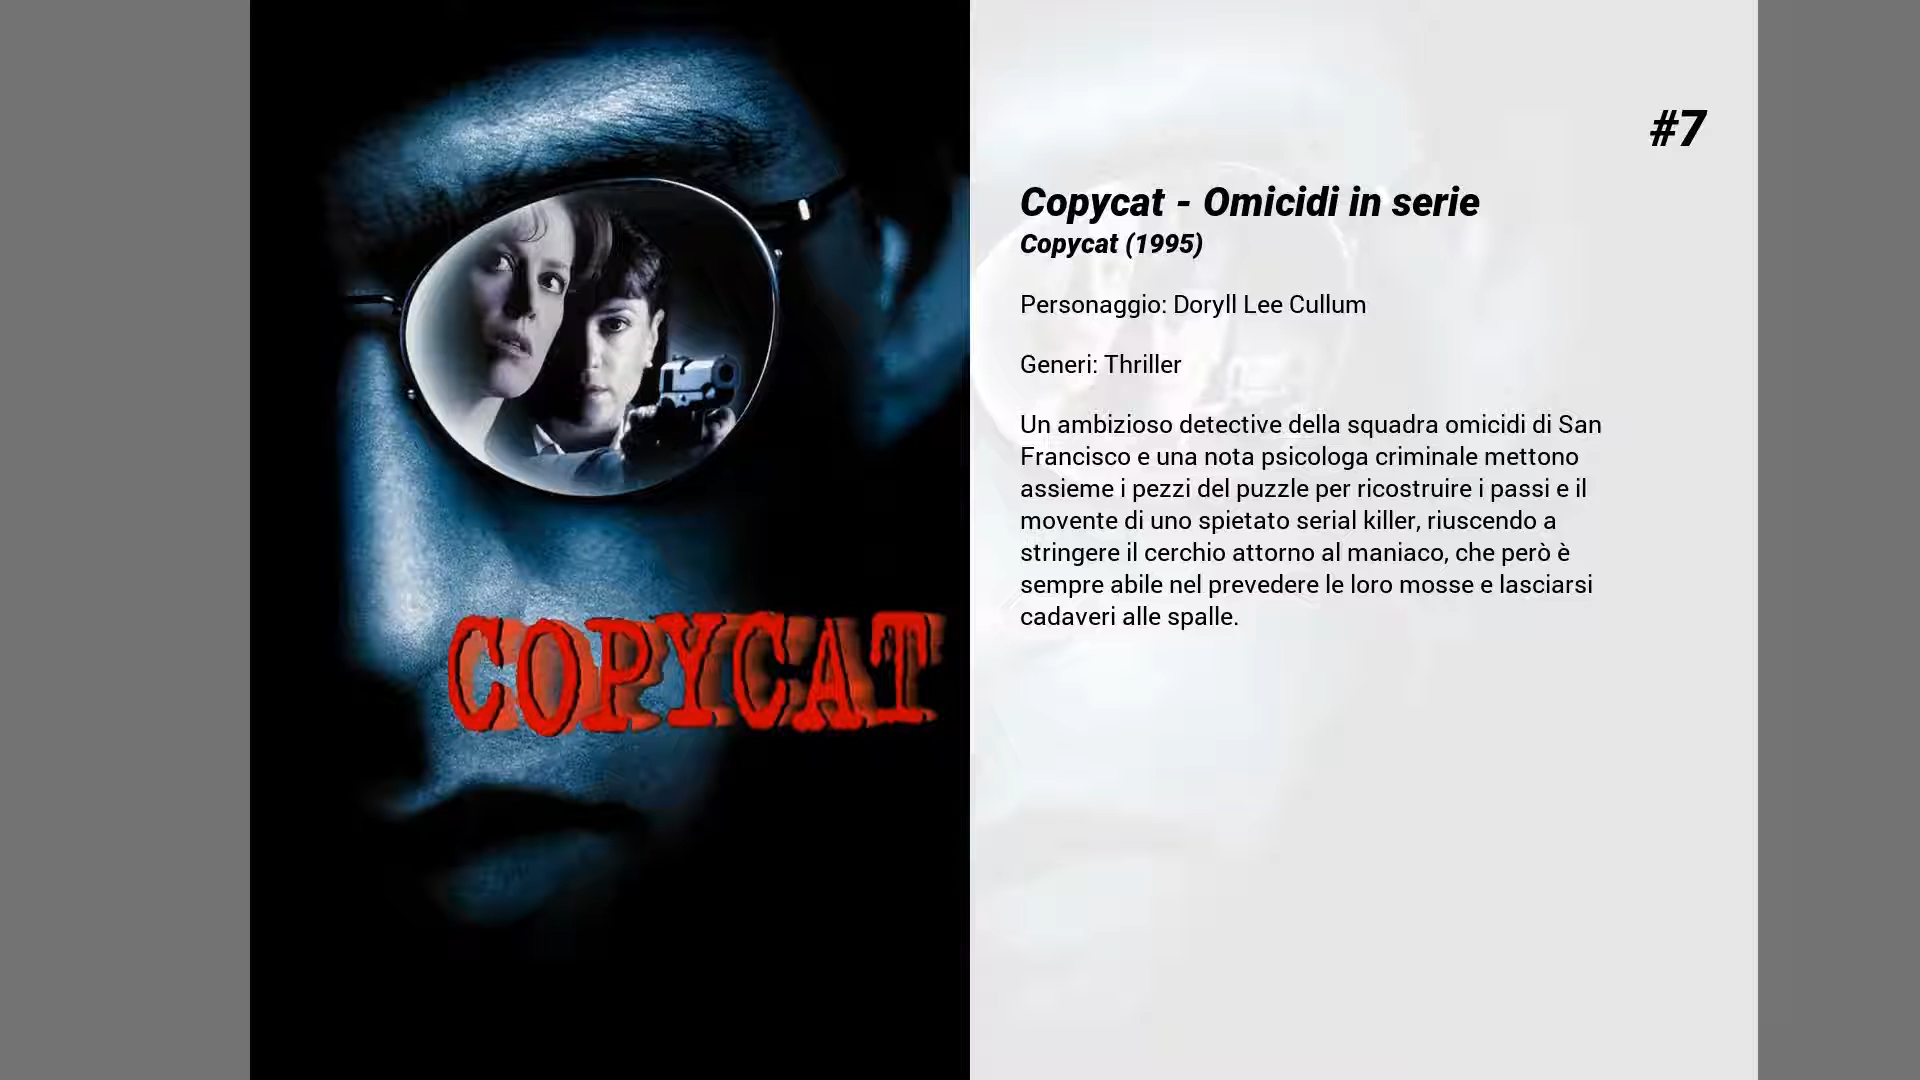 COPYCAT
#7
Copycat - Omicidi in serie
Copycat (1995)
Personaggio: Doryll Lee Cullum
Generi: Thriller
Un ambizioso detective della squadra omicidi di San
Francisco e una nota psicologa criminale mettono
assieme i pezzi del puzzle per ricostruire i passi e il
movente di uno spietato serial killer, riuscendo a
stringere il cerchio attorno al maniaco, che però è
sempre abile nel prevedere le loro mosse e lasciarsi
cadaveri alle spalle.